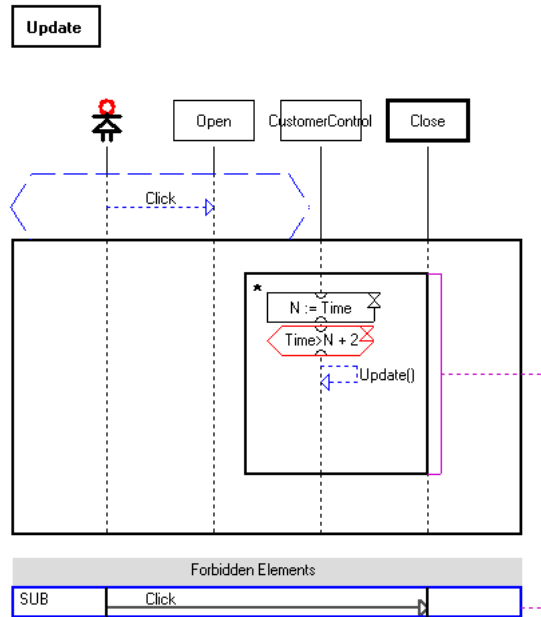 Update
Open
CustomerControl
Close
Click
*
N := Time
Time>N + 2
Update()
Forbidden Elements
SUB
Click